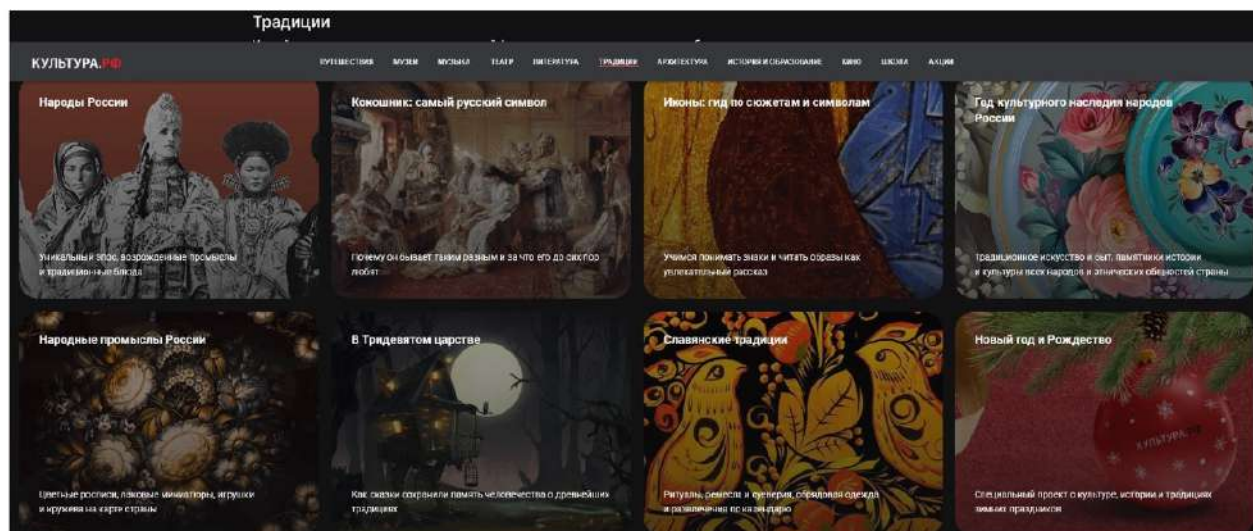 Традиции
КУЛЬТУРА.РФ
ПУТЕШЕСТВИЯ МУЗЕИ МУЗЫКА ТЕАТР ЛИТЕРАТУРА ТРАДИЦИИ АРХИТЕКТУРА ИСТОРИЯ И ОБРАЗОВАНИЕ КИНО ШКОЛА АКЦИИ
Народы России
Уникальный эпос, возрожденные промыслы
и традиционные блюда
Кокошник: самый русский символ
Почему он бывает таким разным и за что его до сих пор
любят
Иконы: гид по сюжетам и символам
Учимся понимать знаки и читать образы как
увлекательный рассказ
Год культурного наследия народов
России
Традиционное искусство и быт, памятники истории
и культуры всех народов и этнических общностей страны
Народные промыслы России
Цветные росписи, лаковые миниатюры, игрушки
и кружева на карте страны
В Тридевятом царстве
Как сказки сохранили память человечества о древнейших
традициях
Славянские традиции
Ритуалы, ремесла и суеверия, обрядовая одежда
и развлечения по календарю
Новый год и Рождество
КУЛЬТУРА.РФ
Специальный проект о культуре, истории и традициях
зимних праздников